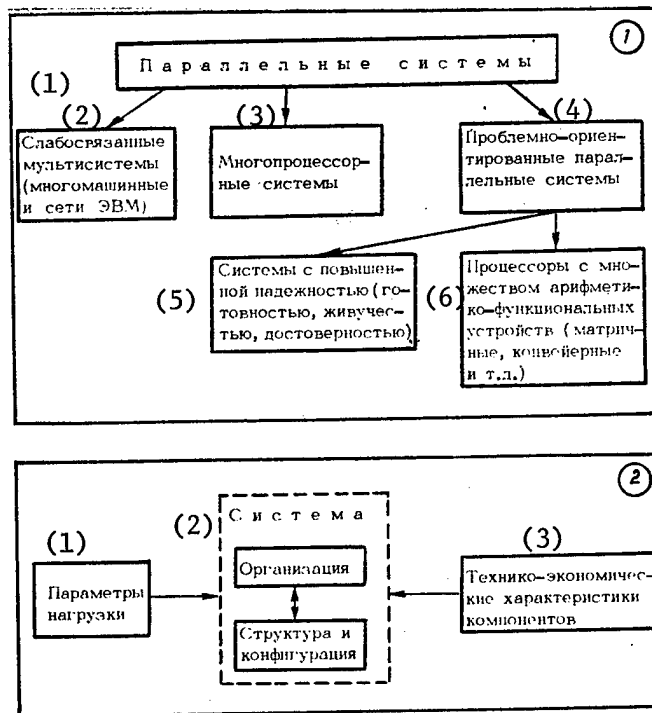 1
Параллельные системы
(1)
(2)
(3)
(4)
Слабосвязанные
мультисистемы
(многомашинные
и сети ЭВМ)
Многопроцессор-
ные системы
Проблемно-ориен-
тированные парал-
лельные системы
(5)
Системы с повышен-
ной надежностью (го-
товностью, живучес-
тью, достоверностью)
(6)
Процессоры с мно-
жеством арифмети-
ко-функциональных
устройств (матрич-
ные, конвейерные
и т.п.)
2
(1)
Параметры
нагрузки
(2)
Система
Организация
Структура и
конфигурация
(3)
Технико-экономичес-
кие характеристики
компонентов